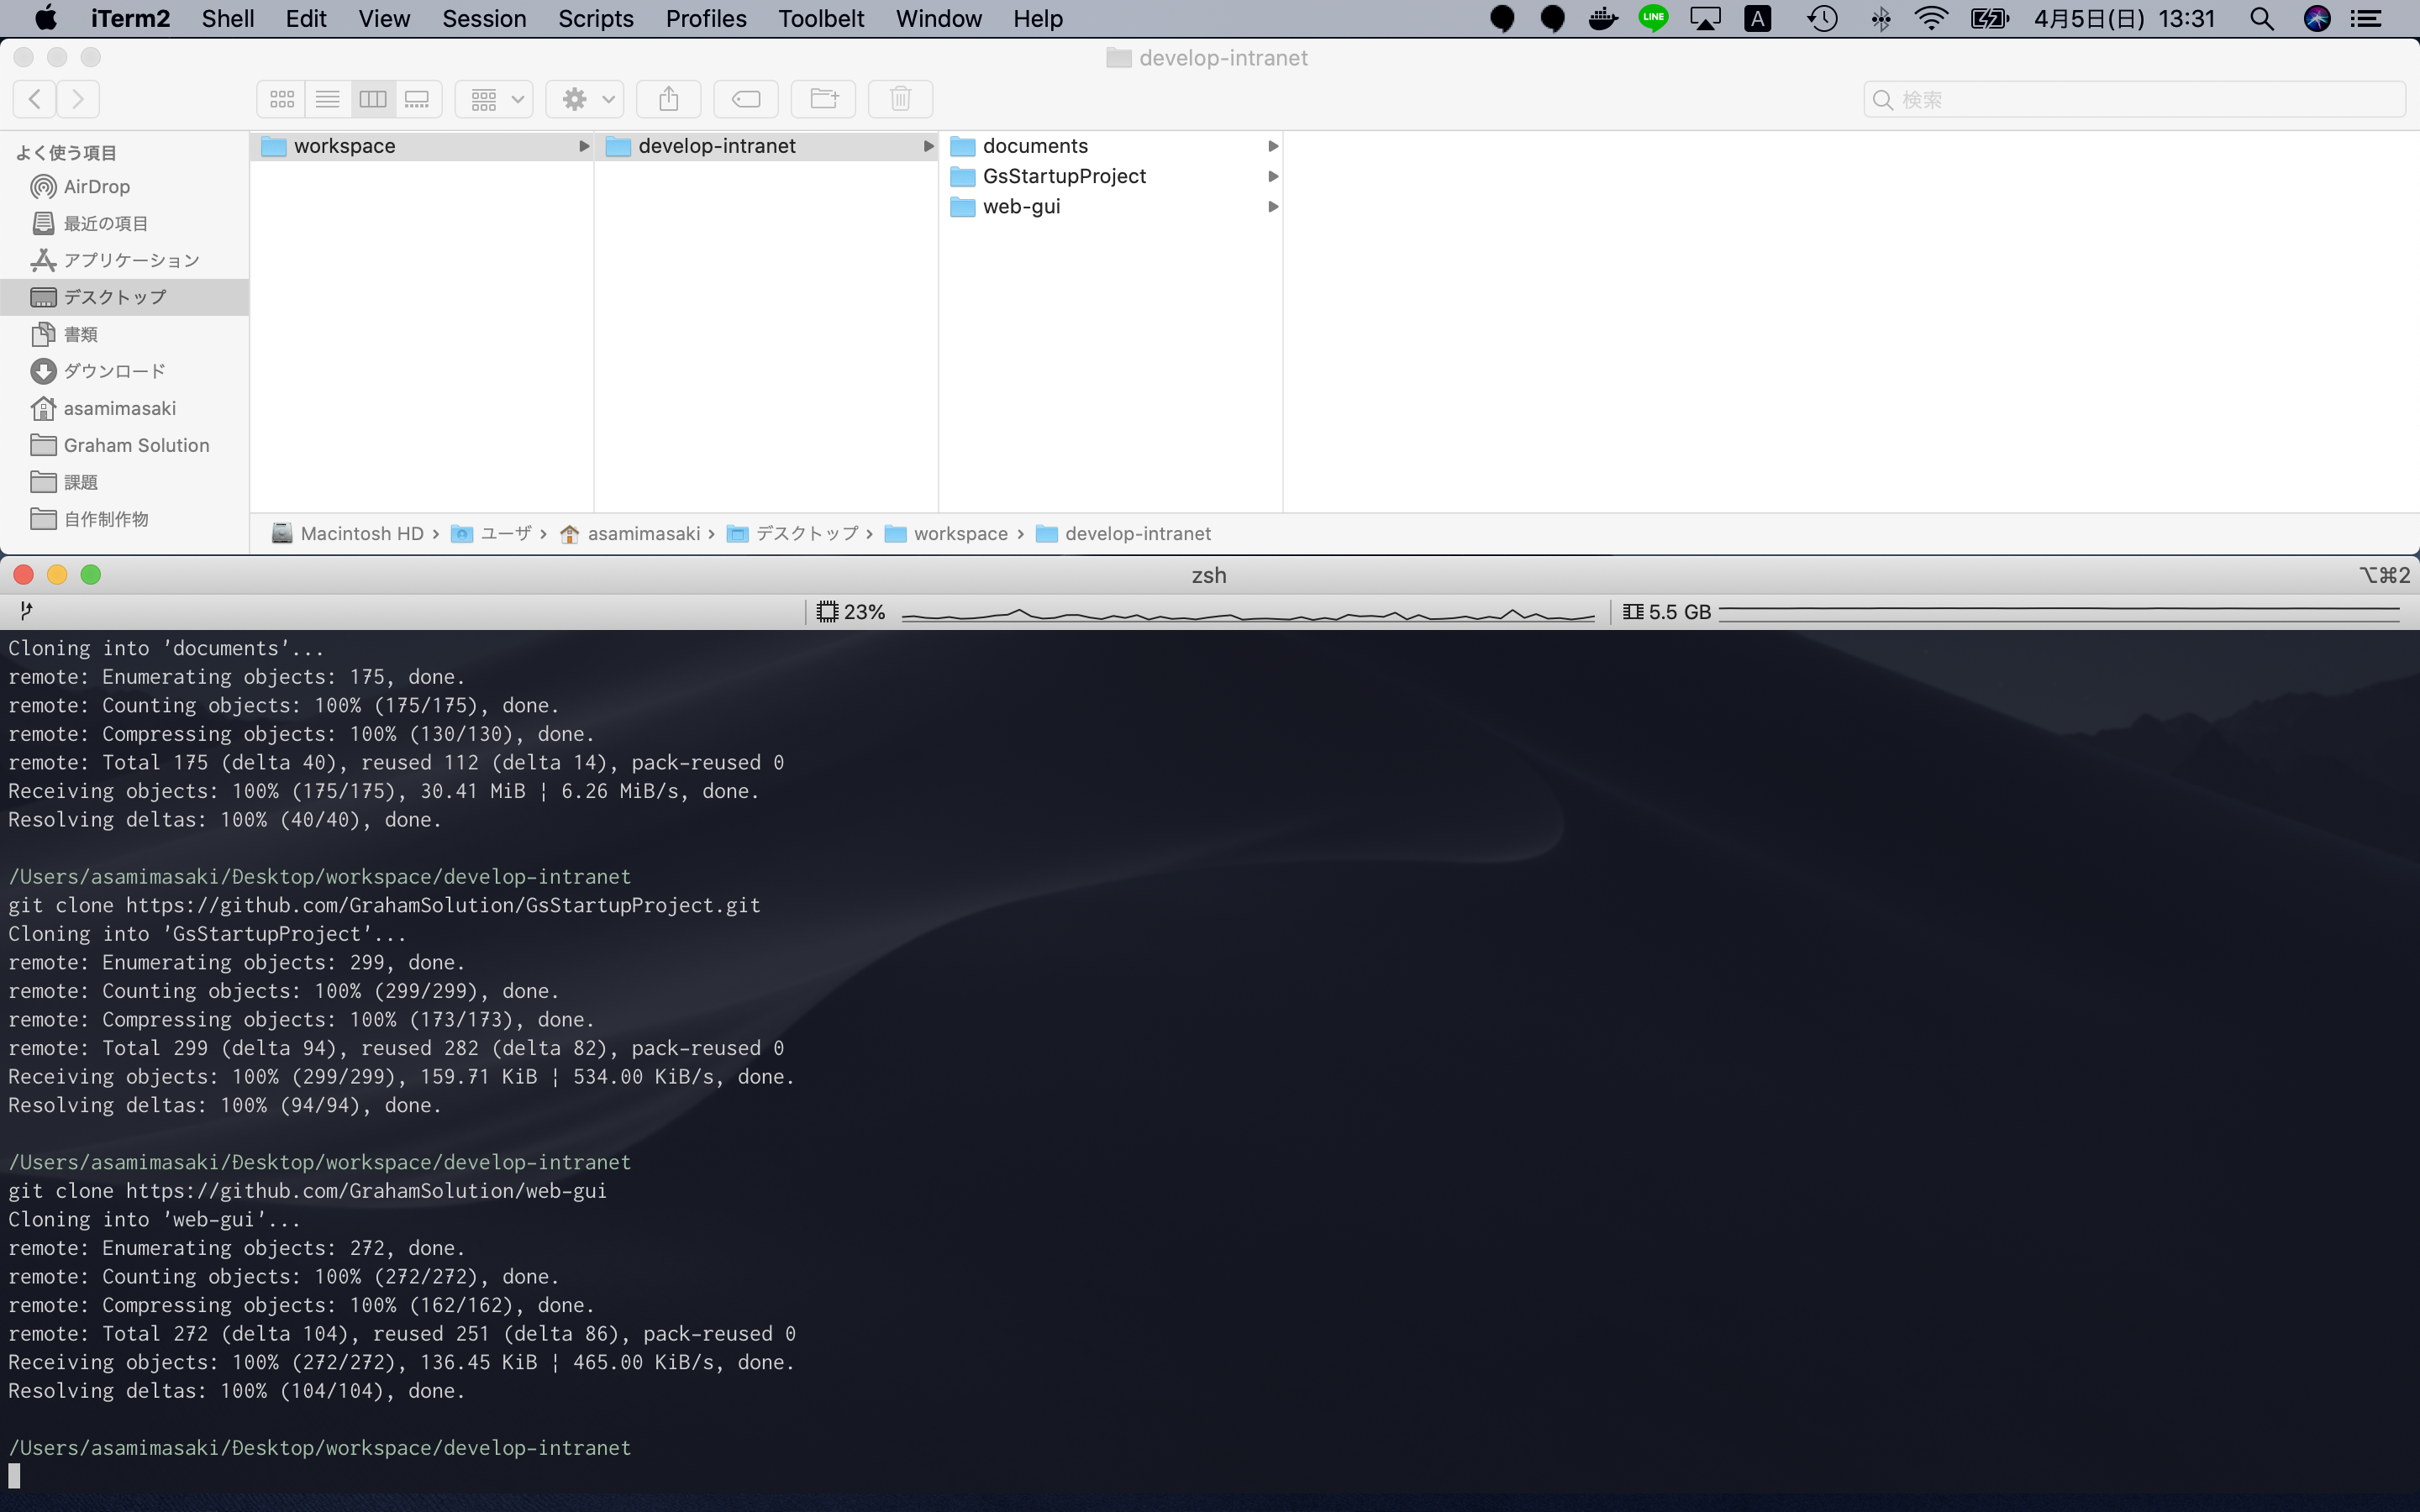 iTerm2 Shell Edit View Session Scripts Profiles Toolbelt Window Help LINE A 4月5日(日) 13:31
develop-intranet
検索
よく使う項目
AirDrop
最近の項目
アプリケーション
デスクトップ
書類
ダウンロード
asamimasaki
Graham Solution
課題
自作制作物
workspace
develop-intranet
documents
GsStartupProject
web-gui
Macintosh HD › ユーザ › asamimasaki › デスクトップ › workspace › develop-intranet
zsh ⌥⌘2
23% 5.5 GB
Cloning into 'documents'...
remote: Enumerating objects: 175, done.
remote: Counting objects: 100% (175/175), done.
remote: Compressing objects: 100% (130/130), done.
remote: Total 175 (delta 40), reused 112 (delta 14), pack-reused 0
Receiving objects: 100% (175/175), 30.41 MiB ¦ 6.26 MiB/s, done.
Resolving deltas: 100% (40/40), done.
/Users/asamimasaki/Desktop/workspace/develop-intranet
git clone https://github.com/GrahamSolution/GsStartupProject.git
Cloning into 'GsStartupProject'...
remote: Enumerating objects: 299, done.
remote: Counting objects: 100% (299/299), done.
remote: Compressing objects: 100% (173/173), done.
remote: Total 299 (delta 94), reused 282 (delta 82), pack-reused 0
Receiving objects: 100% (299/299), 159.71 KiB ¦ 534.00 KiB/s, done.
Resolving deltas: 100% (94/94), done.
/Users/asamimasaki/Desktop/workspace/develop-intranet
git clone https://github.com/GrahamSolution/web-gui
Cloning into 'web-gui'...
remote: Enumerating objects: 272, done.
remote: Counting objects: 100% (272/272), done.
remote: Compressing objects: 100% (162/162), done.
remote: Total 272 (delta 104), reused 251 (delta 86), pack-reused 0
Receiving objects: 100% (272/272), 136.45 KiB ¦ 465.00 KiB/s, done.
Resolving deltas: 100% (104/104), done.
/Users/asamimasaki/Desktop/workspace/develop-intranet